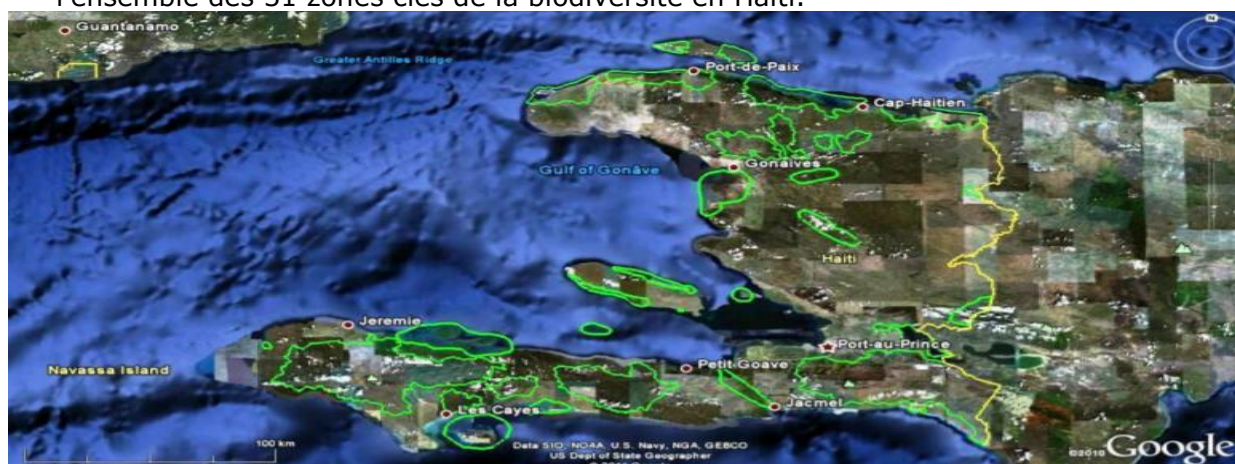 l'ensemble des 31 zones clés de la biodiversité en Haïti.
Guantanamo
Greater Antilles Ridge
N
Port-de-Paix
Cap-Haitien
Gonaives
Gulf of Gonâve
Haiti
Jeremie
Port-au-Prince
Navassa Island
Petit Goave
Les Cayes
Jacmel
100 km
Data SIO, NOAA, U.S. Navy, NGA, GEBCO
US Dept of State Geographer
©2010 Google